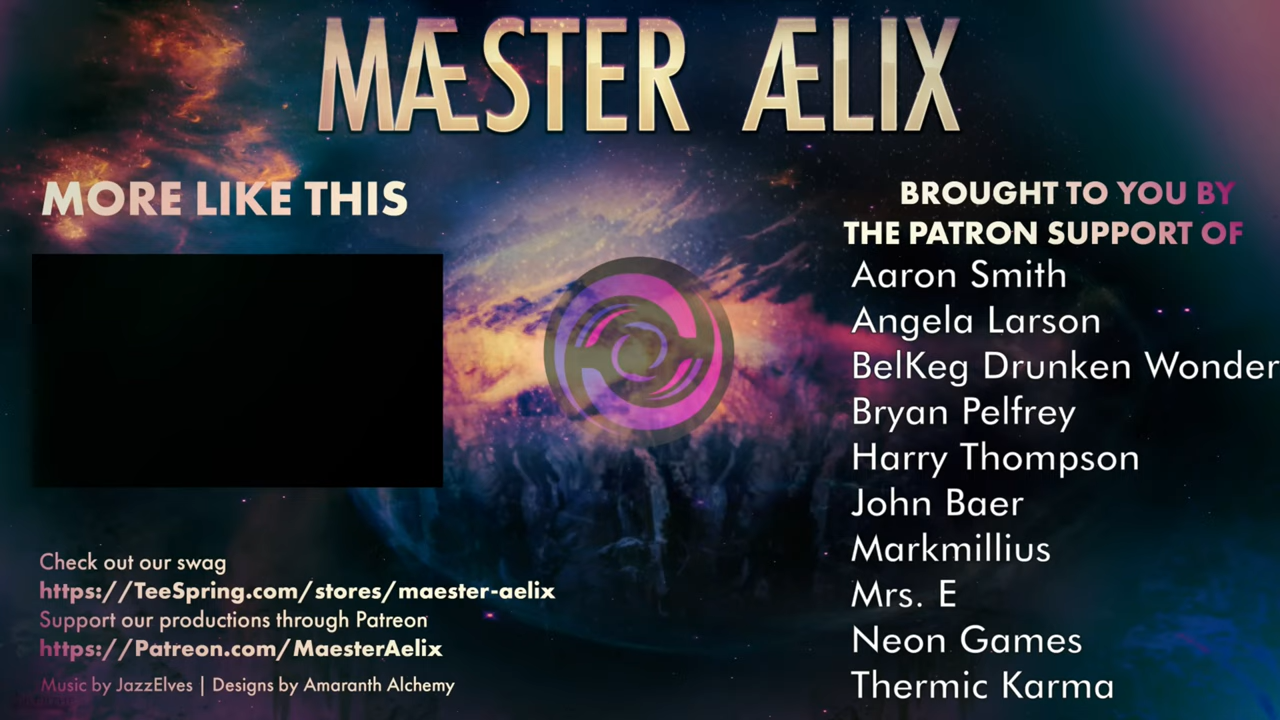 MÆSTER ÆLIX
MORE LIKE THIS
BROUGHT TO YOU BY
THE PATRON SUPPORT OF
Aaron Smith
Angela Larson
BelKeg Drunken Wonder
Bryan Pelfrey
Harry Thompson
John Baer
Markmillius
Mrs. E
Neon Games
Thermic Karma
Check out our swag
https://TeeSpring.com/stores/maester-aelix
Support our productions through Patreon
https://Patreon.com/MaesterAelix
Music by JazzElves | Designs by Amaranth Alchemy